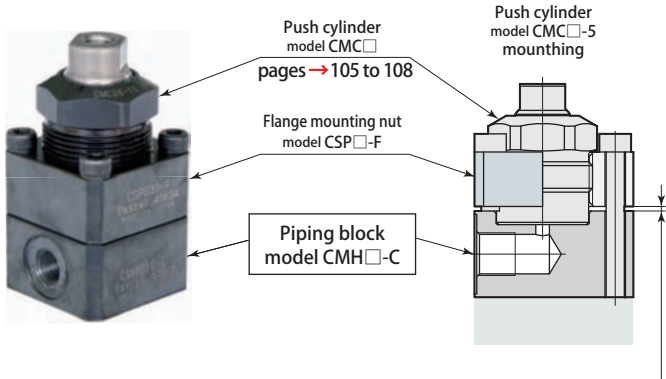 Push cylinder
model CMC□
pages → 105 to 108
Flange mounting nut
model CSP□-F
Piping block
model CMH□-C
Push cylinder
model CMC□-5
mounthing